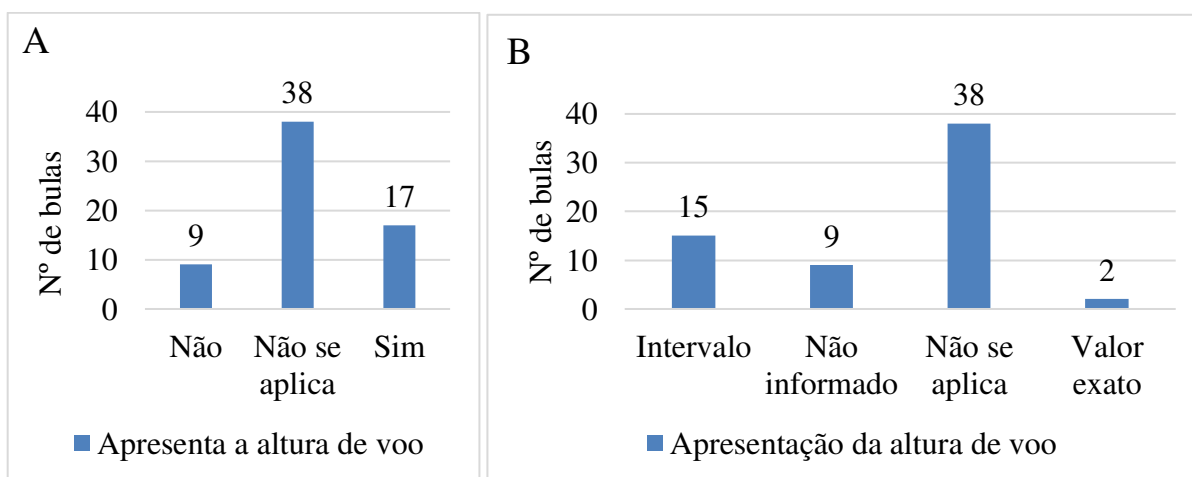 A
Nº de bulas
40
30
20
10
0
9
38
17
Não
Não se
aplica
Sim
Apresenta a altura de voo
B
Nº de bulas
40
30
20
10
0
15
9
38
2
Intervalo
Não
informado
Não se
aplica
Valor
exato
Apresentação da altura de voo